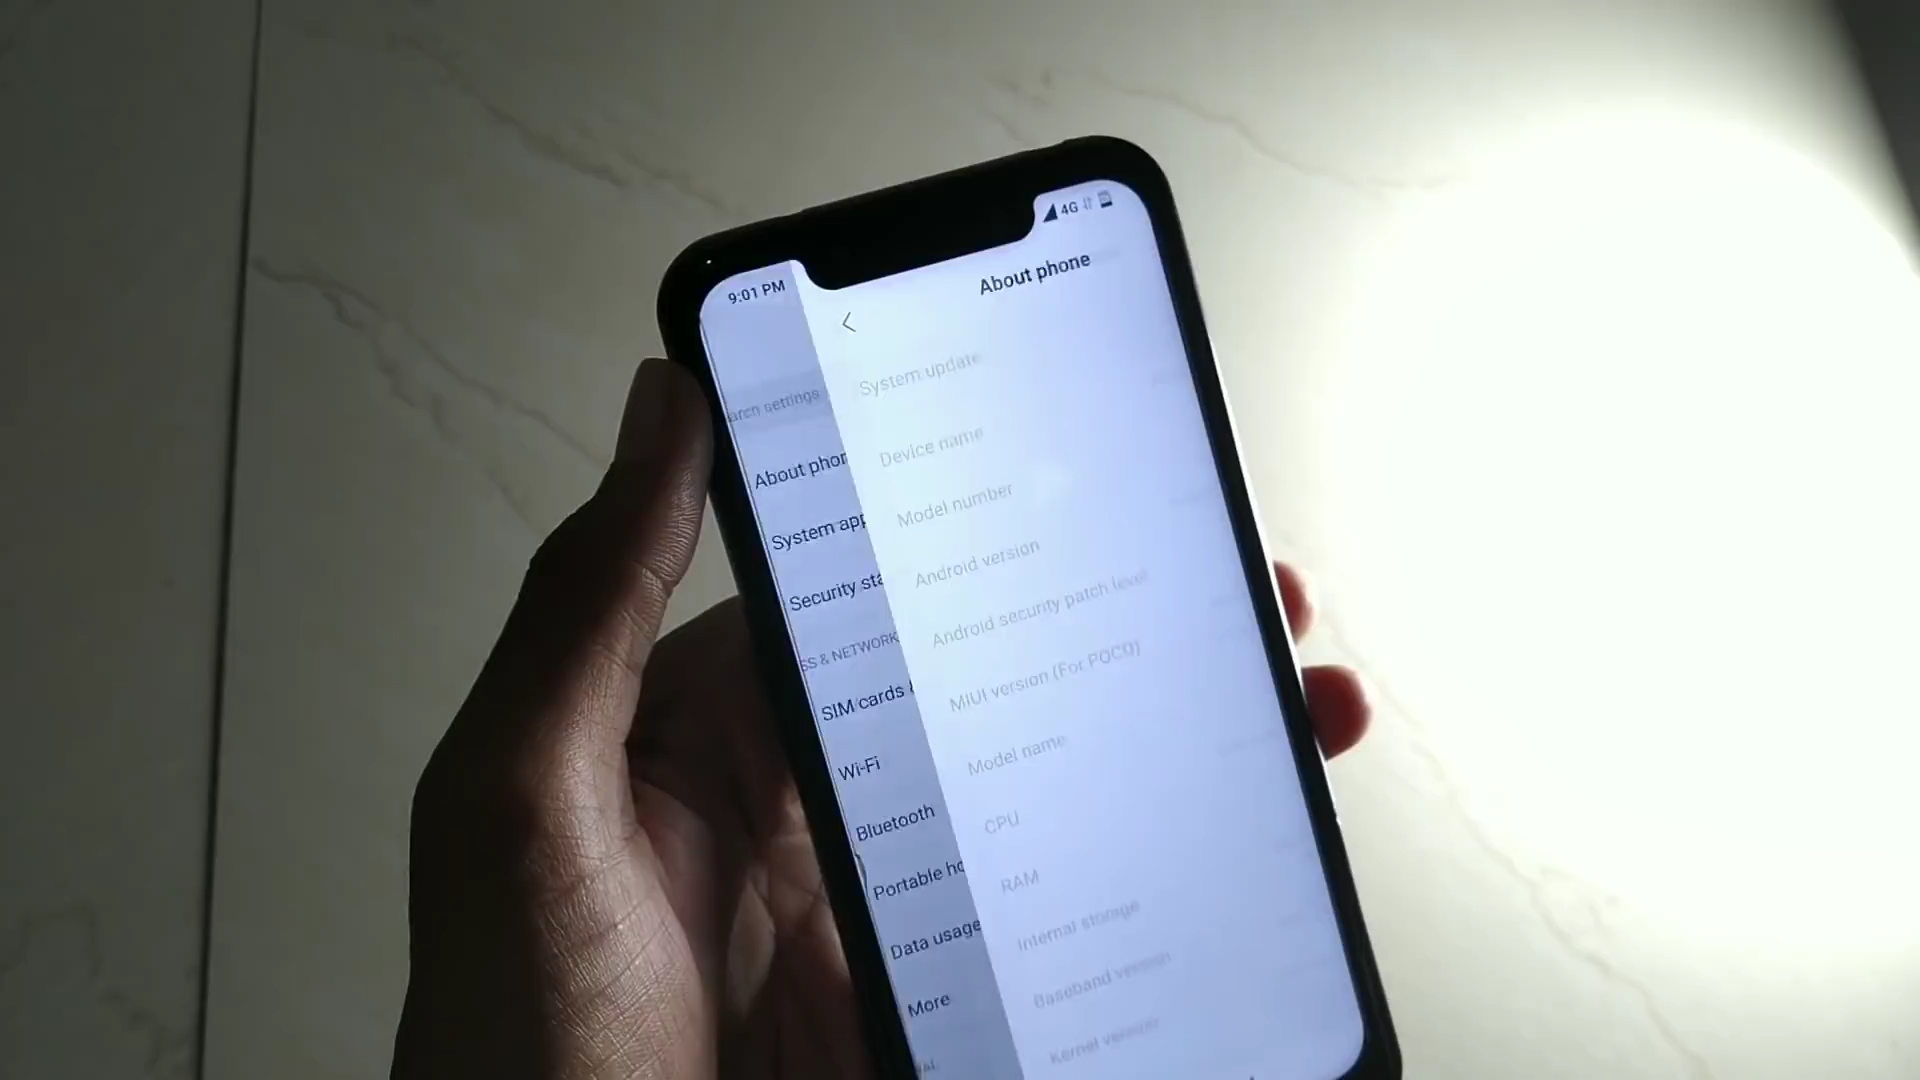 9:01 PM
4G
About phone
arch settings
About phon
System app
Security sta
SS & NETWORK
SIM cards
Wi-Fi
Bluetooth
Portable ho
Data usage
More
System update
Device name
Model number
Android version
Android security patch level
MIUI version (For POCO)
Model name
CPU
RAM
Internal storage
Baseband version
Kernel version